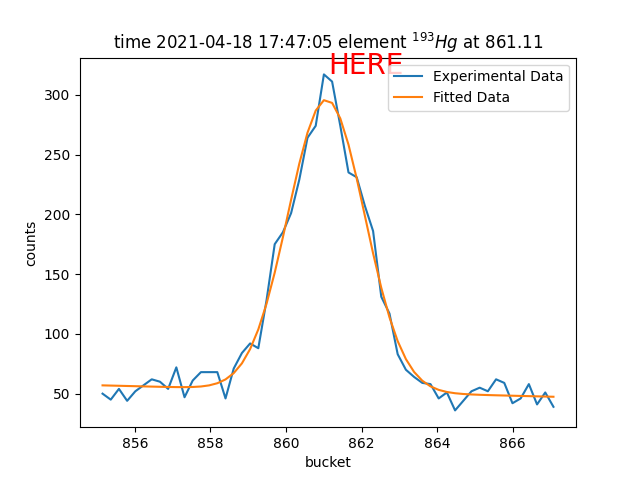 time 2021-04-18 17:47:05 element ¹⁹³Hg at 861.11
HERE
Experimental Data
Fitted Data
counts
300
250
200
150
100
50
856 858 860 862 864 866
bucket